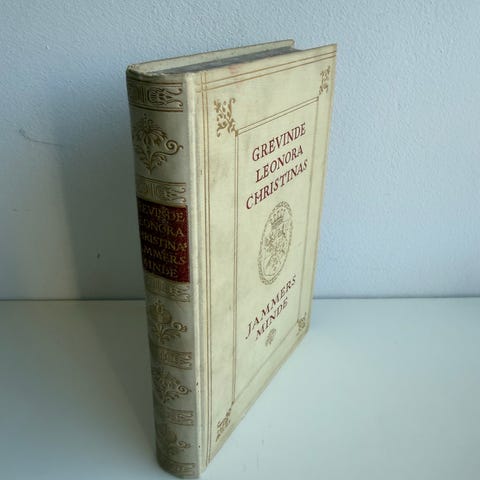 GREVINDE
LEONORA
CHRISTINAS
JAMMERS
MINDE
GREVINDE
LEONORA
CHRISTINAS
JAMMERS
MINDE